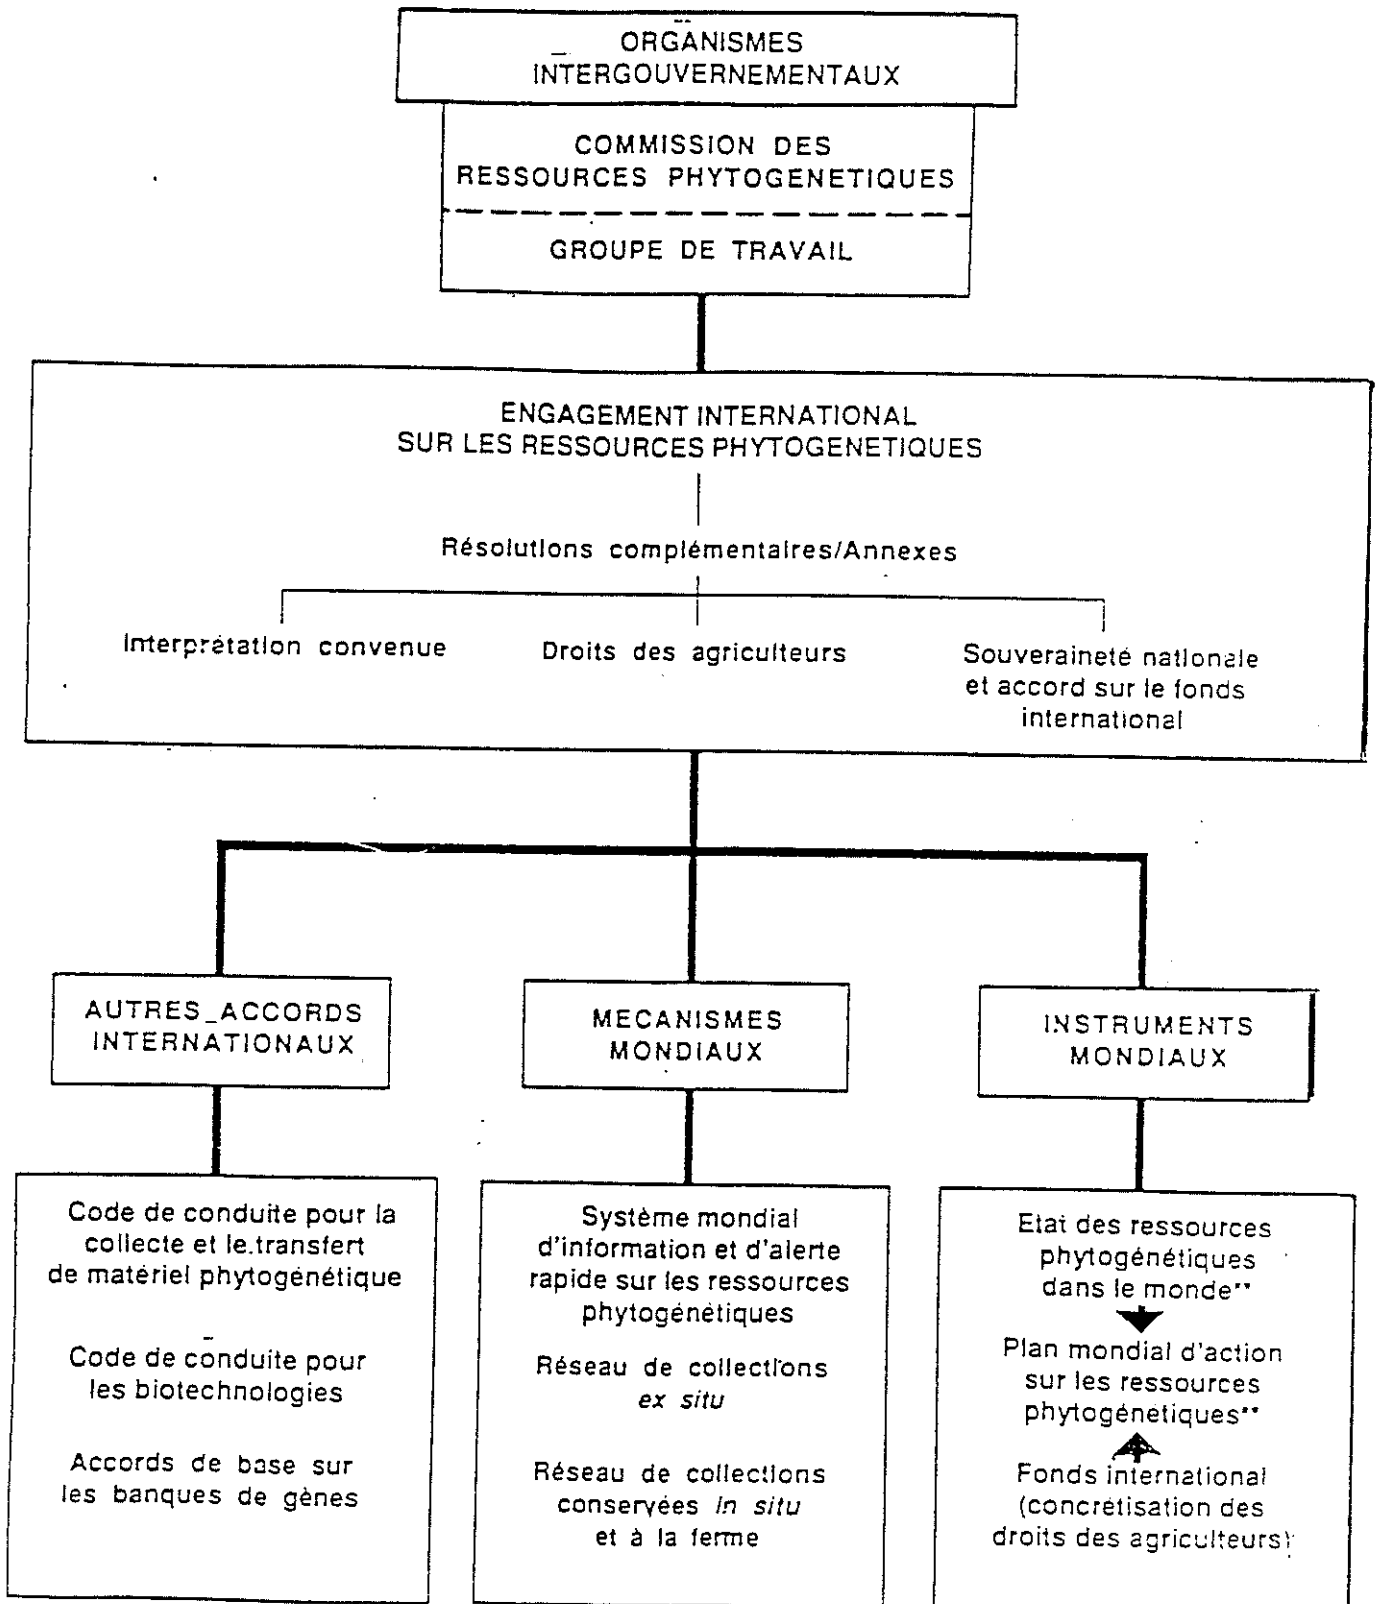 ORGANISMES
INTERGOUVERNEMENTAUX
COMMISSION DES
RESSOURCES PHYTOGENETIQUES
GROUPE DE TRAVAIL
ENGAGEMENT INTERNATIONAL
SUR LES RESSOURCES PHYTOGENETIQUES
Résolutions complémentaires/Annexes
Interprétation convenue
Droits des agriculteurs
Souveraineté nationale
et accord sur le fonds
international
AUTRES ACCORDS
INTERNATIONAUX
MECANISMES
MONDIAUX
INSTRUMENTS
MONDIAUX
Code de conduite pour la
collecte et le transfert
de matériel phytogénétique
Code de conduite pour
les biotechnologies
Accords de base sur
les banques de gènes
Système mondial
d'information et d'alerte
rapide sur les ressources
phytogénétiques
Réseau de collections
ex situ
Réseau de collections
conservées in situ
et à la ferme
Etat des ressources
phytogénétiques
dans le monde**
Plan mondial d'action
sur les ressources
phytogénétiques**
Fonds international
(concrétisation des
droits des agriculteurs)